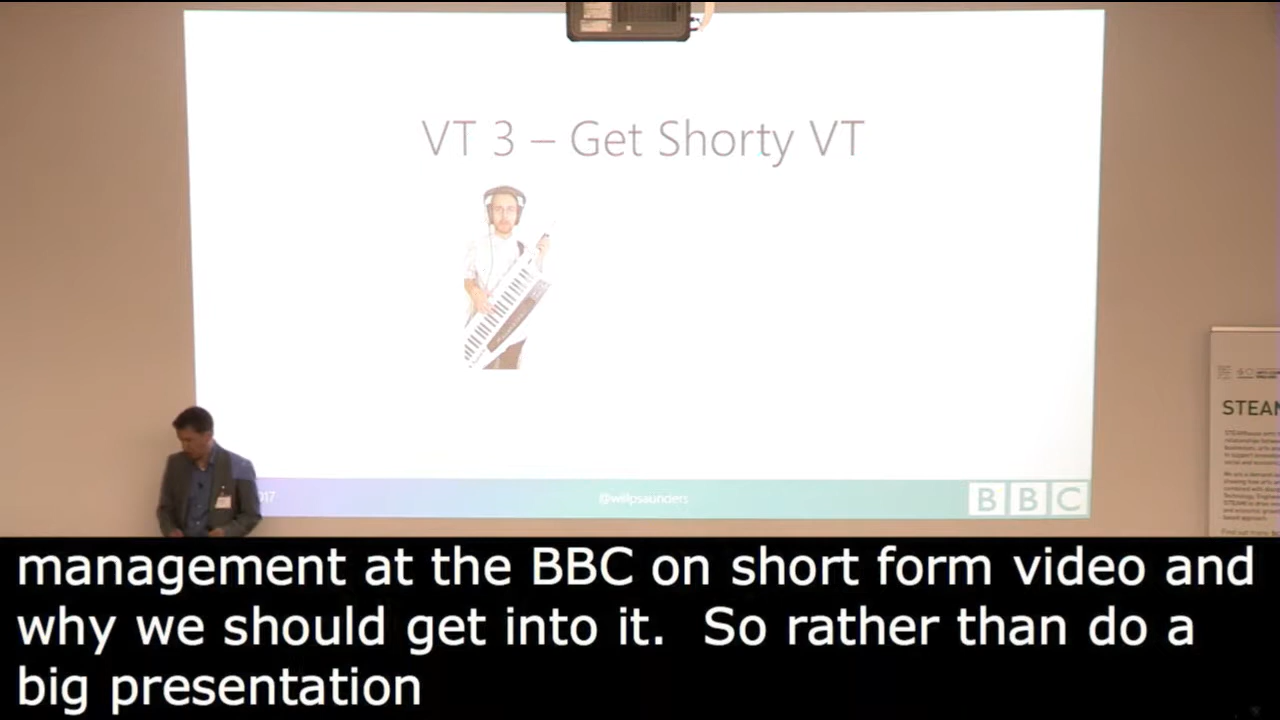 VT 3 – Get Shorty VT
017
@willpsaunders
BBC
STEAM
management at the BBC on short form video and
why we should get into it.  So rather than do a
big presentation